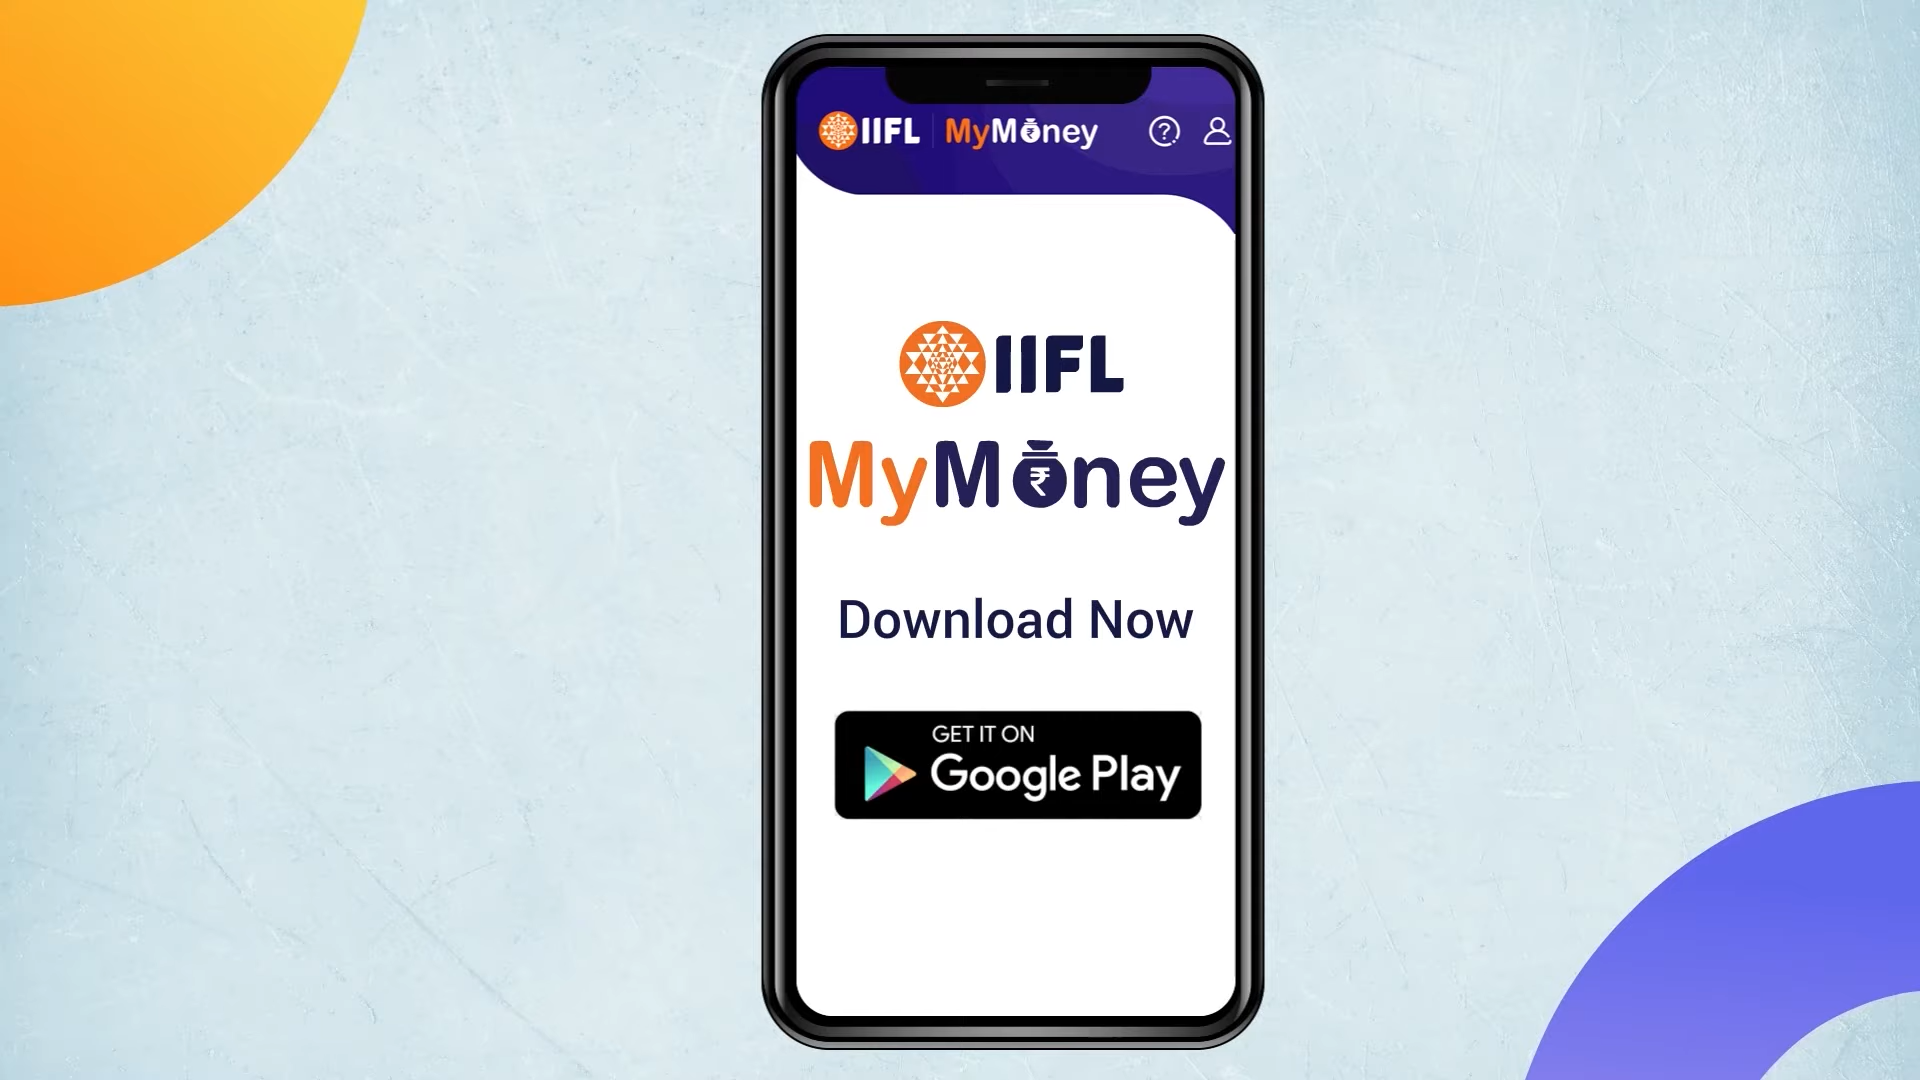 IIFL MyMoney
IIFL
MyMoney
Download Now
GET IT ON
Google Play